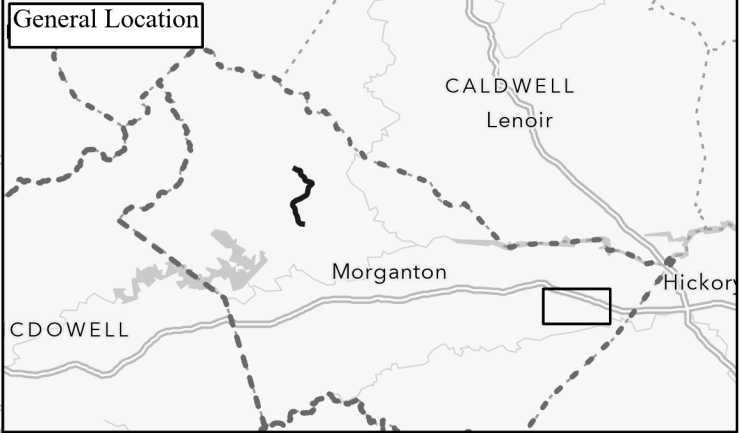 General Location
CALDWELL
Lenoir
Morganton
Hickory
CDOWELL